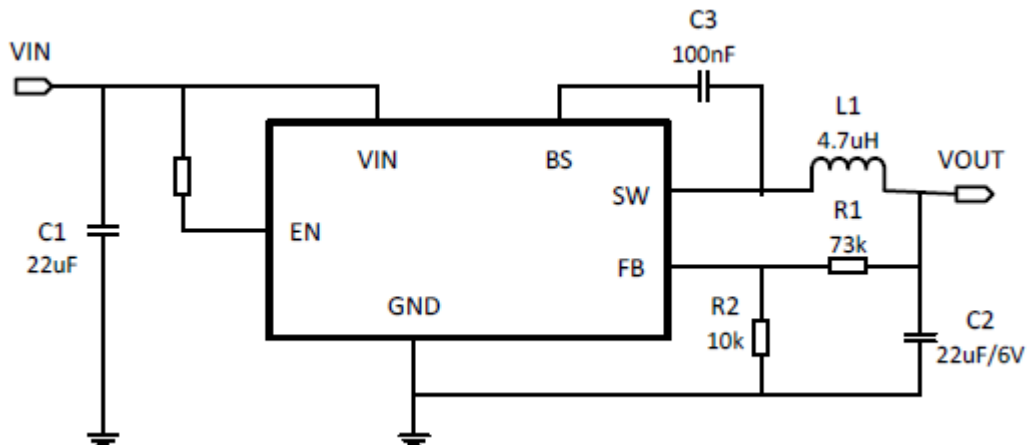 C3
100nF
VIN
L1
4.7uH
VIN
BS
VOUT
SW
R1
73k
C1
22uF
EN
FB
GND
R2
10k
C2
22uF/6V